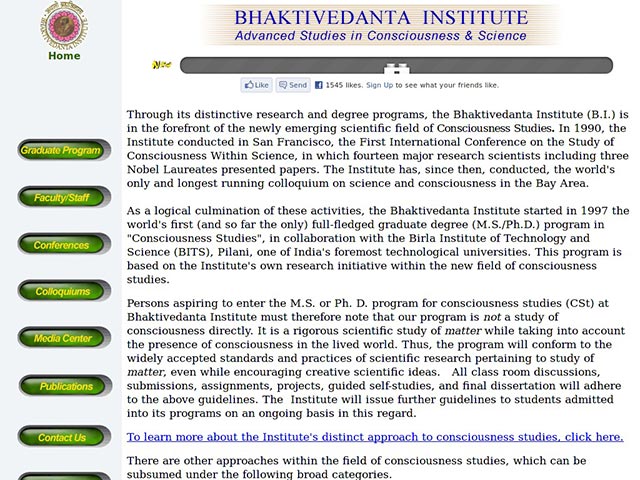 BHAKTIVEDANTA INSTITUTE
Advanced Studies in Consciousness & Science
Home
New
Like
Send
1545 likes. Sign Up to see what your friends like.
Graduate Program
Faculty/Staff
Conferences
Colloquiums
Media Center
Publications
Contact Us
Through its distinctive research and degree programs, the Bhaktivedanta Institute (B.I.) is
in the forefront of the newly emerging scientific field of Consciousness Studies. In 1990, the
Institute conducted in San Francisco, the First International Conference on the Study of
Consciousness Within Science, in which fourteen major research scientists including three
Nobel Laureates presented papers. The Institute has, since then, conducted, the world's
only and longest running colloquium on science and consciousness in the Bay Area.
As a logical culmination of these activities, the Bhaktivedanta Institute started in 1997 the
world's first (and so far the only) full-fledged graduate degree (M.S./Ph.D.) program in
"Consciousness Studies", in collaboration with the Birla Institute of Technology and
Science (BITS), Pilani, one of India's foremost technological universities. This program is
based on the Institute's own research initiative within the new field of consciousness
studies.
Persons aspiring to enter the M.S. or Ph. D. program for consciousness studies (CSt) at
Bhaktivedanta Institute must therefore note that our program is not a study of
consciousness directly. It is a rigorous scientific study of matter while taking into account
the presence of consciousness in the lived world. Thus, the program will conform to the
widely accepted standards and practices of scientific research pertaining to study of
matter, even while encouraging creative scientific ideas. All class room discussions,
submissions, assignments, projects, guided self-studies, and final dissertation will adhere
to the above guidelines. The Institute will issue further guidelines to students admitted
into its programs on an ongoing basis in this regard.
To learn more about the Institute's distinct approach to consciousness studies, click here.
There are other approaches within the field of consciousness studies, which can be
subsumed under the following broad categories.